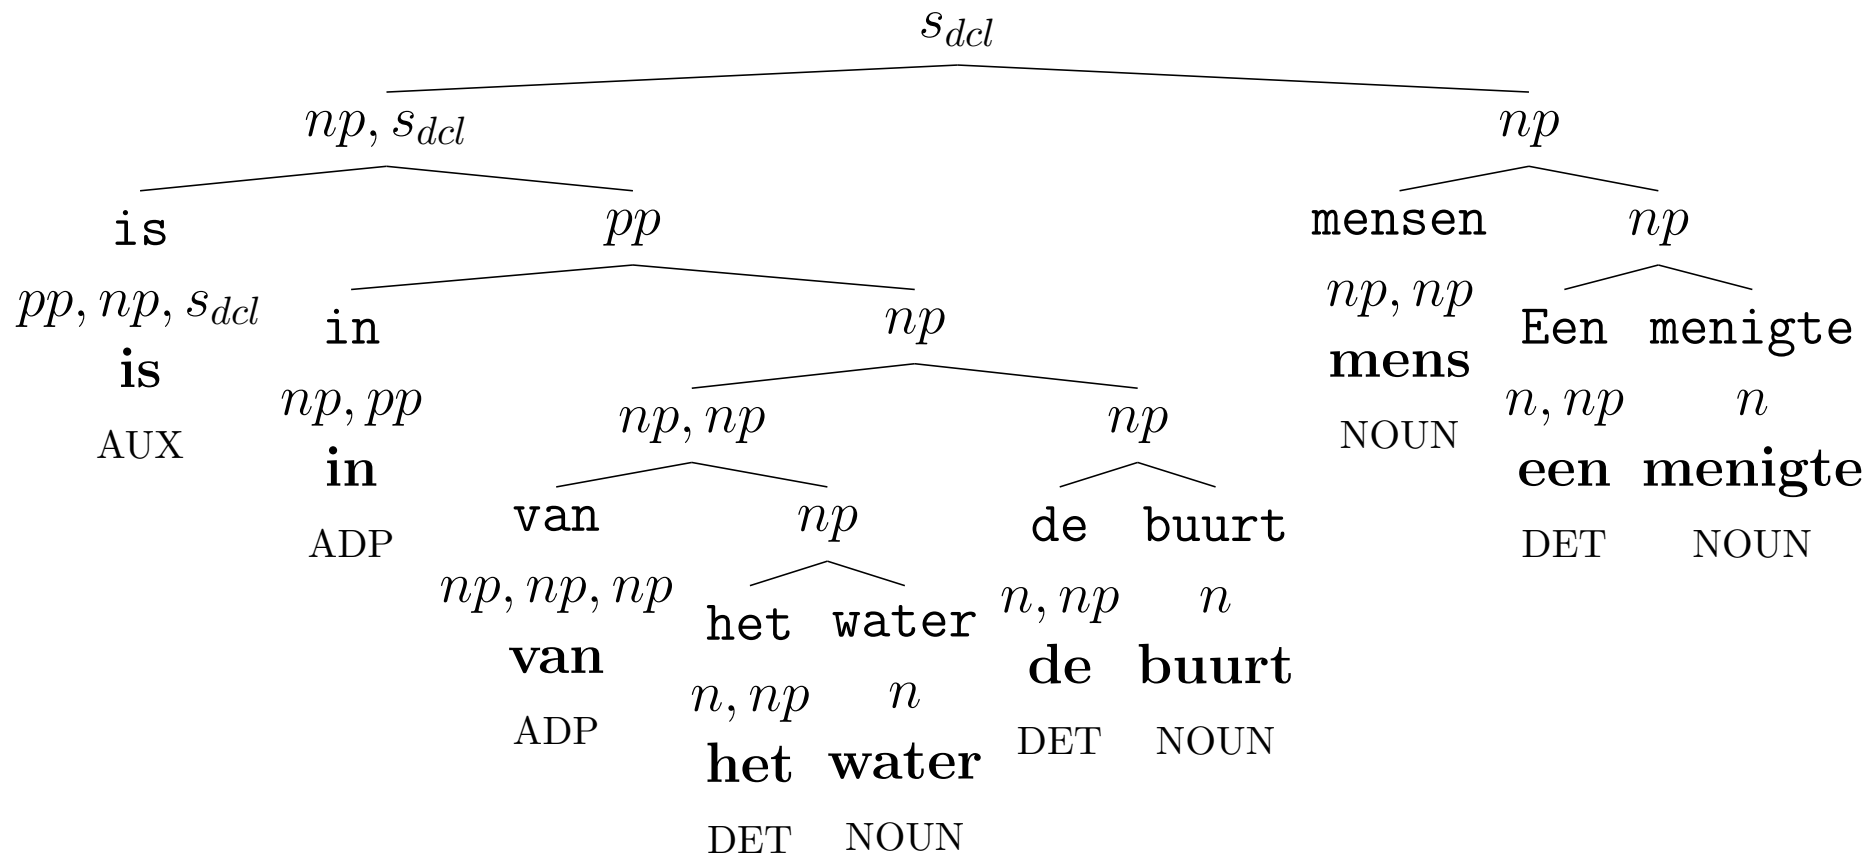 s_dcl
np, s_dcl
np
is
pp, np, s_dcl
is
AUX
pp
in
np, pp
in
ADP
np
np, np
van
np, np, np
van
ADP
np
het
n, np
het
DET
water
n
water
NOUN
np
de
n, np
de
DET
buurt
n
buurt
NOUN
mensen
np, np
mens
NOUN
np
Een
n, np
een
DET
menigte
n
menigte
NOUN